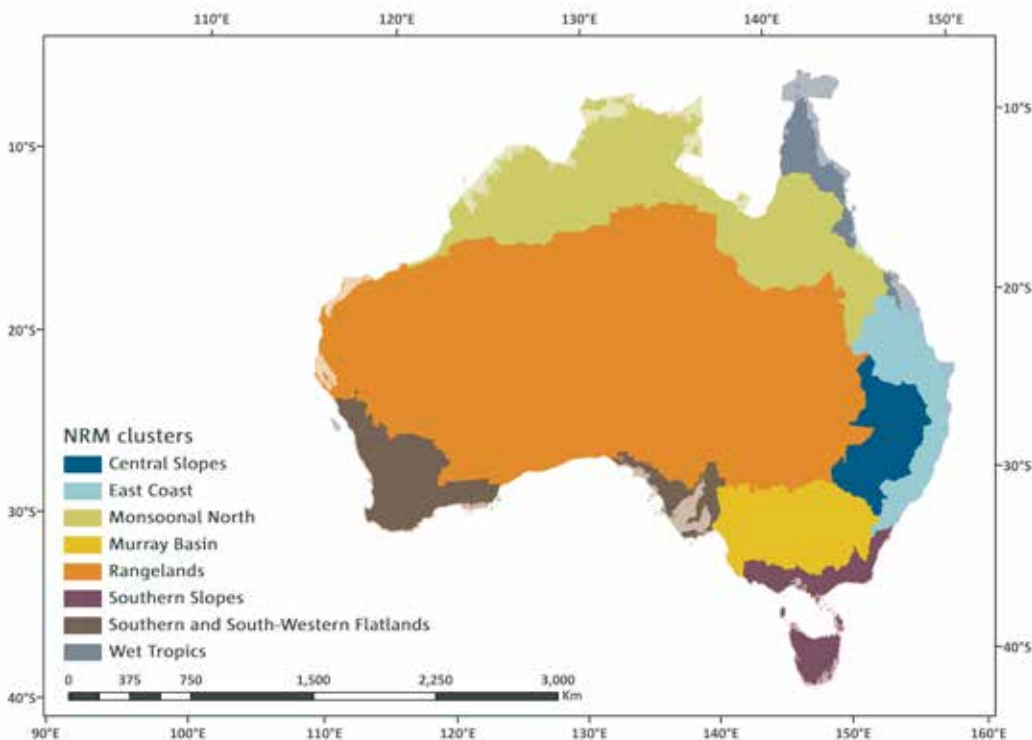 110°E 120°E 130°E 140°E 150°E
10°S
10°S
20°S
20°S
30°S
30°S
40°S
40°S
NRM clusters
Central Slopes
East Coast
Monsoonal North
Murray Basin
Rangelands
Southern Slopes
Southern and South-Western Flatlands
Wet Tropics
0 375 750 1,500 2,250 3,000
Km
90°E 100°E 110°E 120°E 130°E 140°E 150°E 160°E